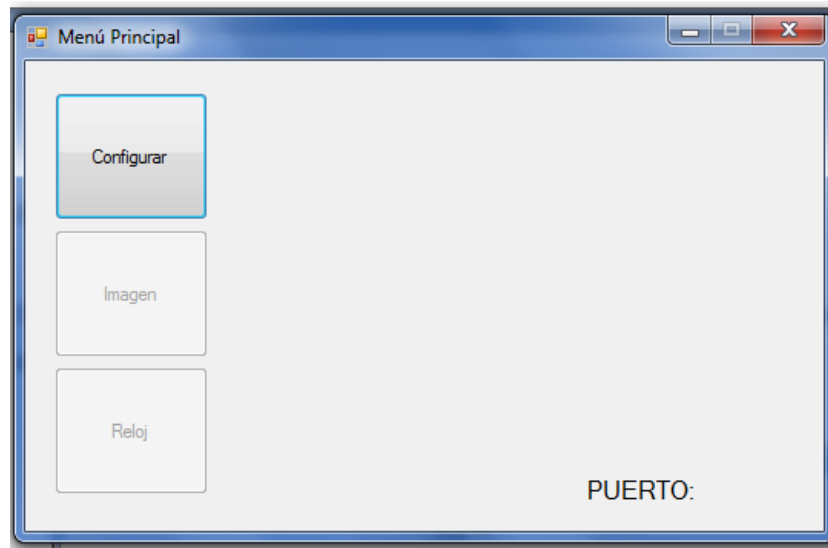 Menú Principal
Configurar
Imagen
Reloj
PUERTO: